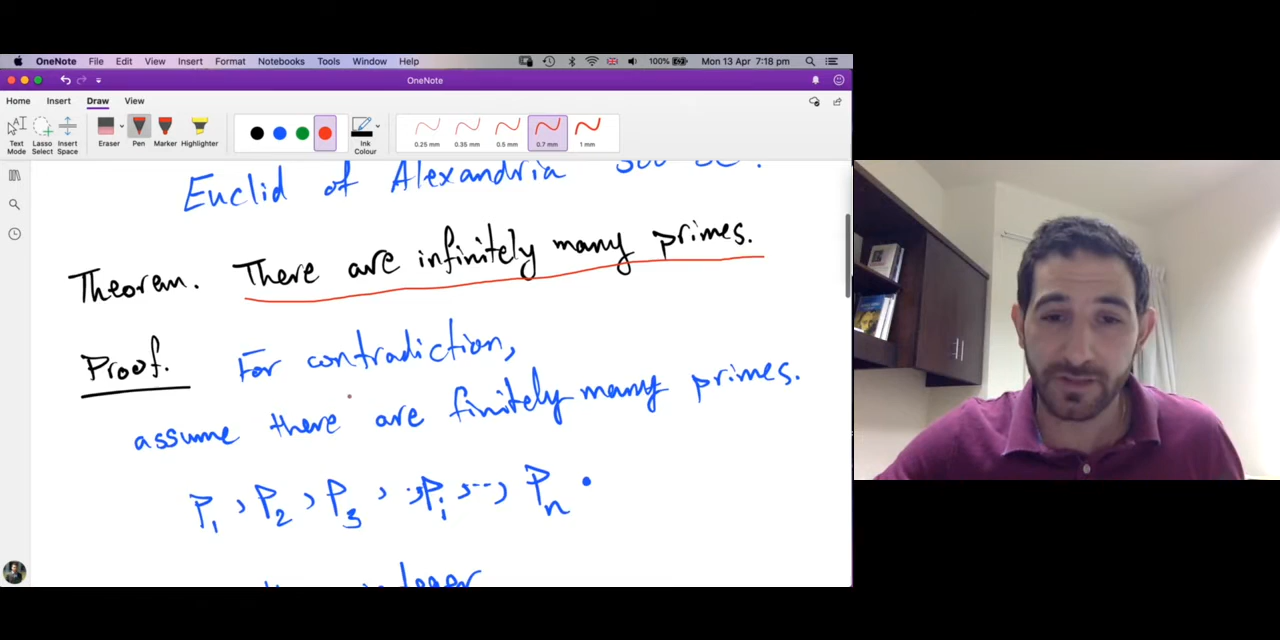 OneNote File Edit View Insert Format Notebooks Tools Window Help 100% Mon 13 Apr 7:18 pm
OneNote
Home Insert Draw View
Text Mode Lasso Select Insert Space Eraser Pen Marker Highlighter Ink Colour 0.25 mm 0.35 mm 0.5 mm 0.7 mm 1 mm
Euclid of Alexandria
Theorem. There are infinitely many primes.
Proof. For contradiction,
assume there are finitely many primes.
P₁, P₂, P₃, ..., Pᵢ, ..., Pₙ.